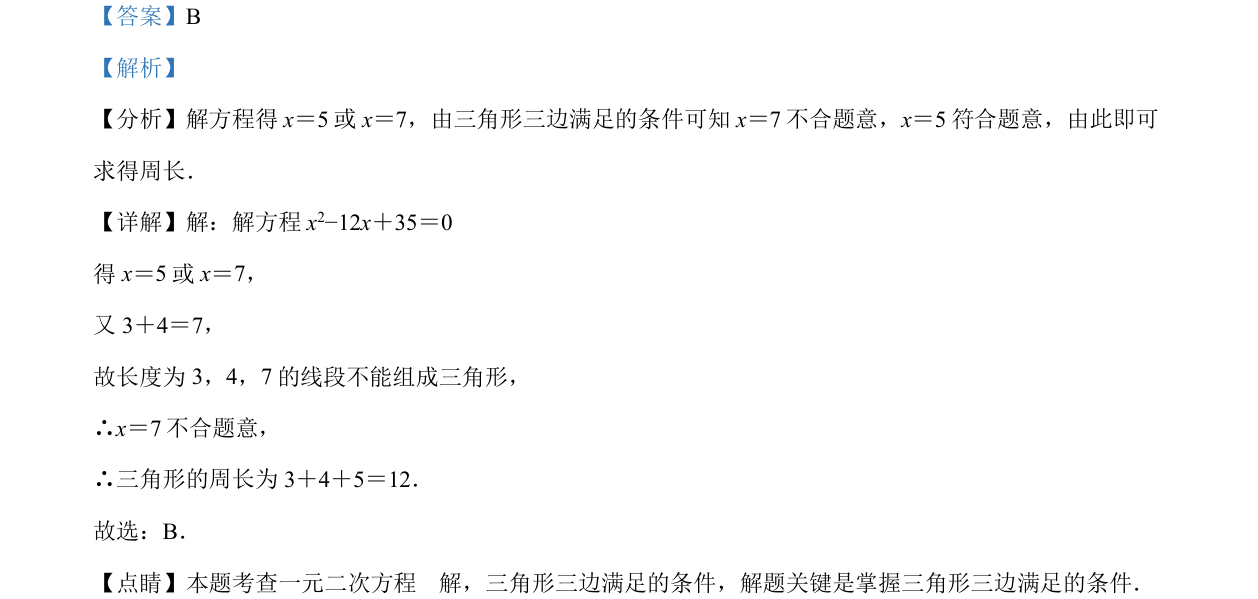 【答案】B
【解析】
【分析】解方程得 x＝5 或 x＝7，由三角形三边满足的条件可知 x＝7 不合题意，x＝5 符合题意，由此即可
求得周长．
【详解】解：解方程 x²−12x＋35＝0
得 x＝5 或 x＝7，
又 3＋4＝7，
故长度为 3，4，7 的线段不能组成三角形，
∴x＝7 不合题意，
∴三角形的周长为 3＋4＋5＝12．
故选：B．
【点睛】本题考查一元二次方程　解，三角形三边满足的条件，解题关键是掌握三角形三边满足的条件．